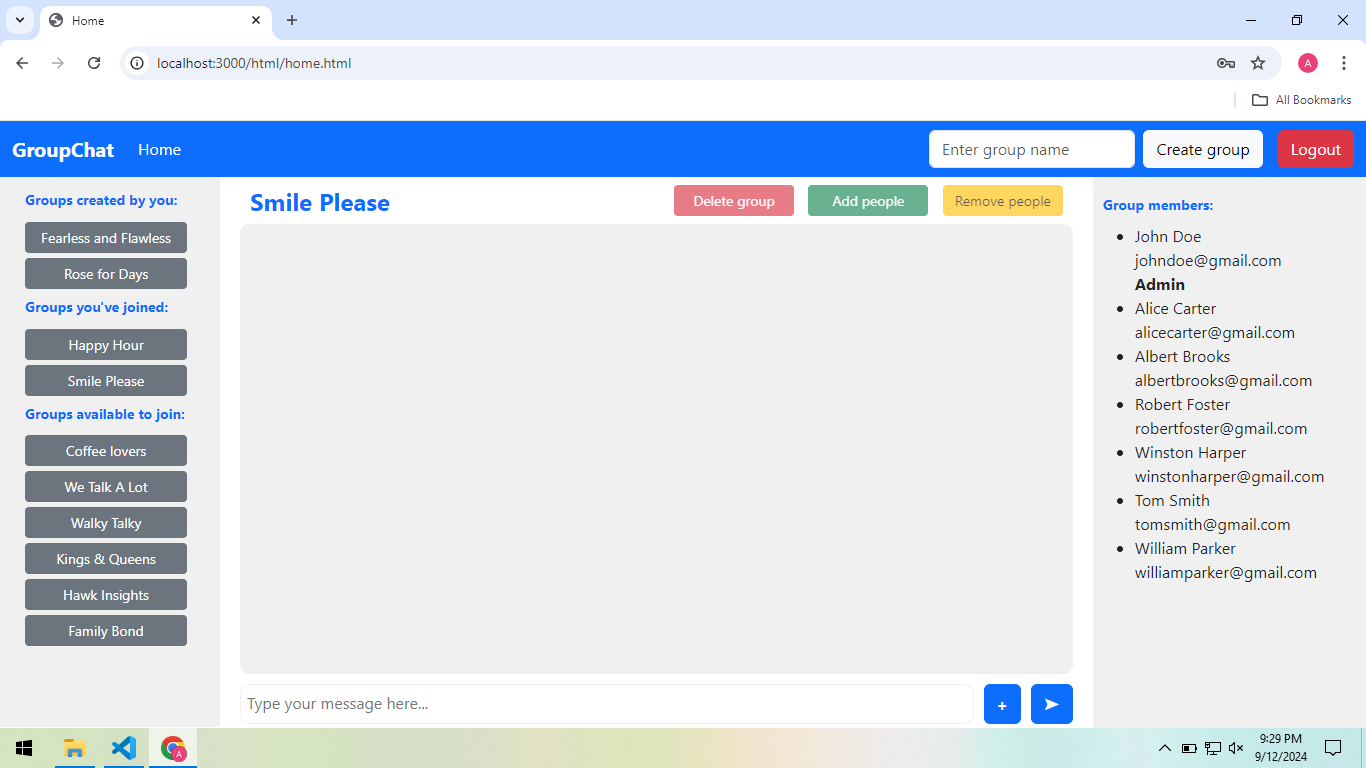 Home
localhost:3000/html/home.html
A
All Bookmarks
GroupChat
Home
Enter group name
Create group
Logout
Groups created by you:
Fearless and Flawless
Rose for Days
Groups you've joined:
Happy Hour
Smile Please
Groups available to join:
Coffee lovers
We Talk A Lot
Walky Talky
Kings & Queens
Hawk Insights
Family Bond
Smile Please
Delete group
Add people
Remove people
Type your message here...
+
Group members:
John Doe
johndoe@gmail.com
Admin
Alice Carter
alicecarter@gmail.com
Albert Brooks
albertbrooks@gmail.com
Robert Foster
robertfoster@gmail.com
Winston Harper
winstonharper@gmail.com
Tom Smith
tomsmith@gmail.com
William Parker
williamparker@gmail.com
A
9:29 PM
9/12/2024